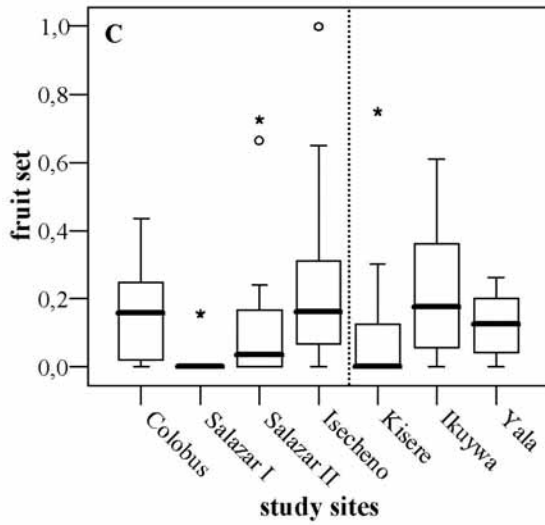 C
fruit set
1,0
0,8
0,6
0,4
0,2
0,0
Colobus
Salazar I
Salazar II
Isecheno
Kisere
Ikuywa
Yala
study sites